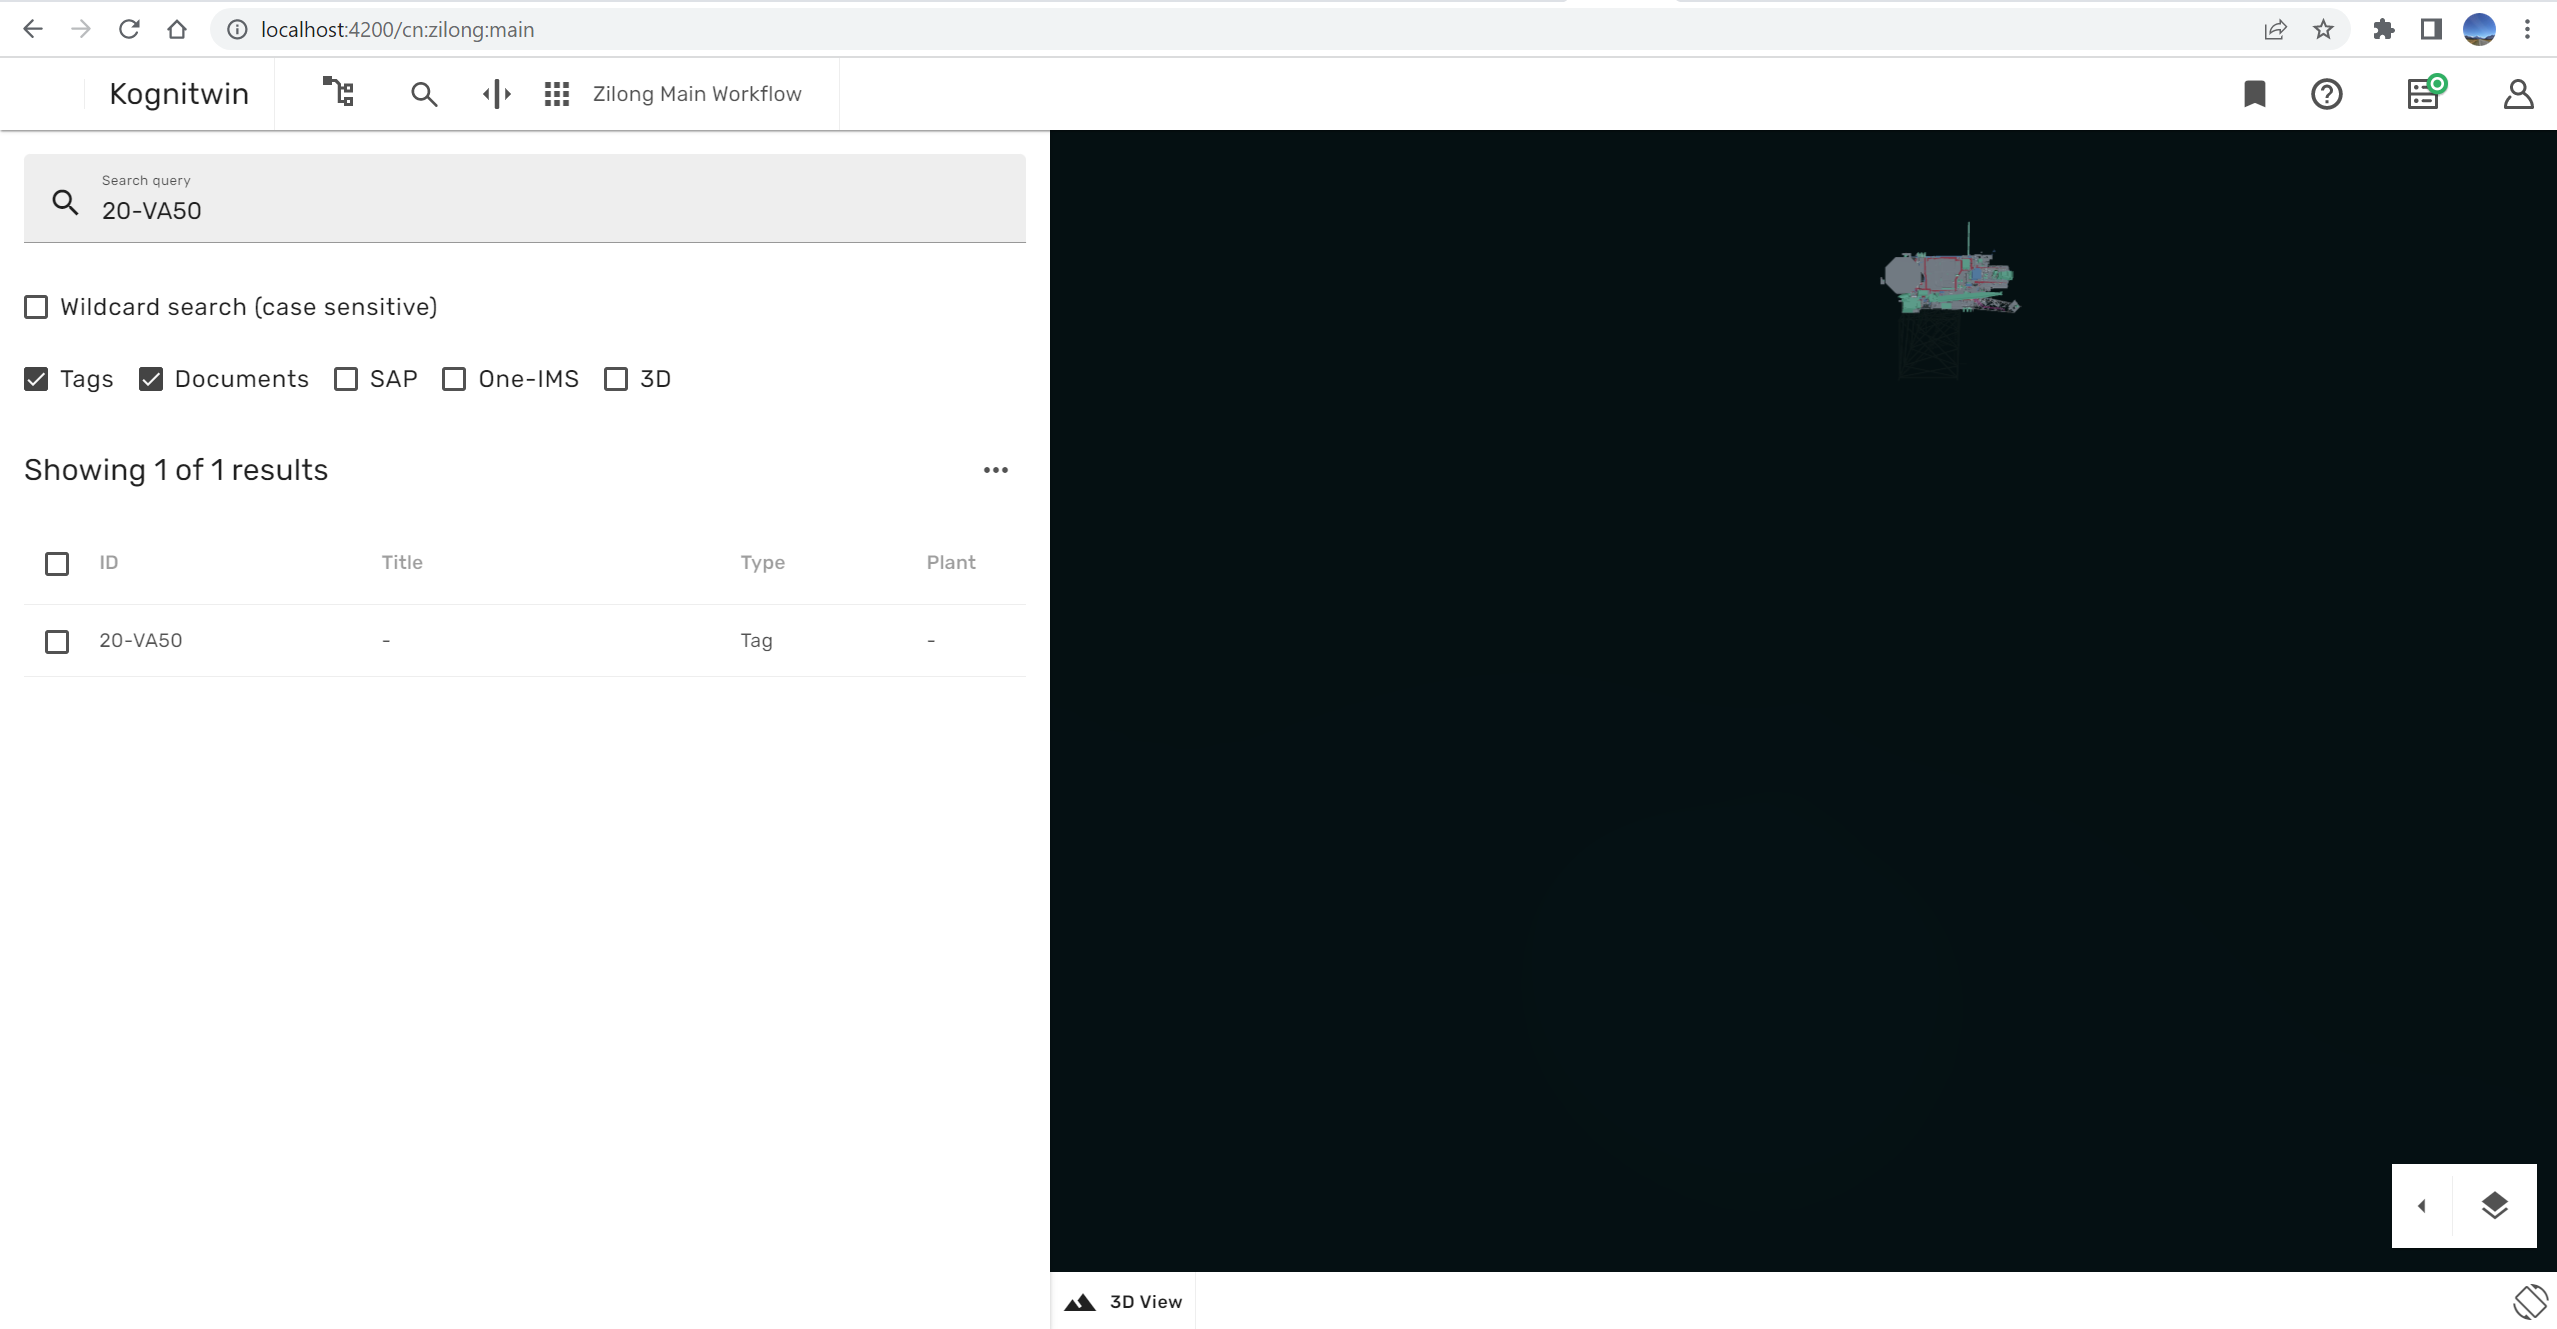 localhost:4200/cn:zilong:main
Kognitwin
Zilong Main Workflow
Search query
20-VA50
Wildcard search (case sensitive)
Tags Documents SAP One-IMS 3D
Showing 1 of 1 results
ID Title Type Plant
20-VA50 - Tag -
3D View